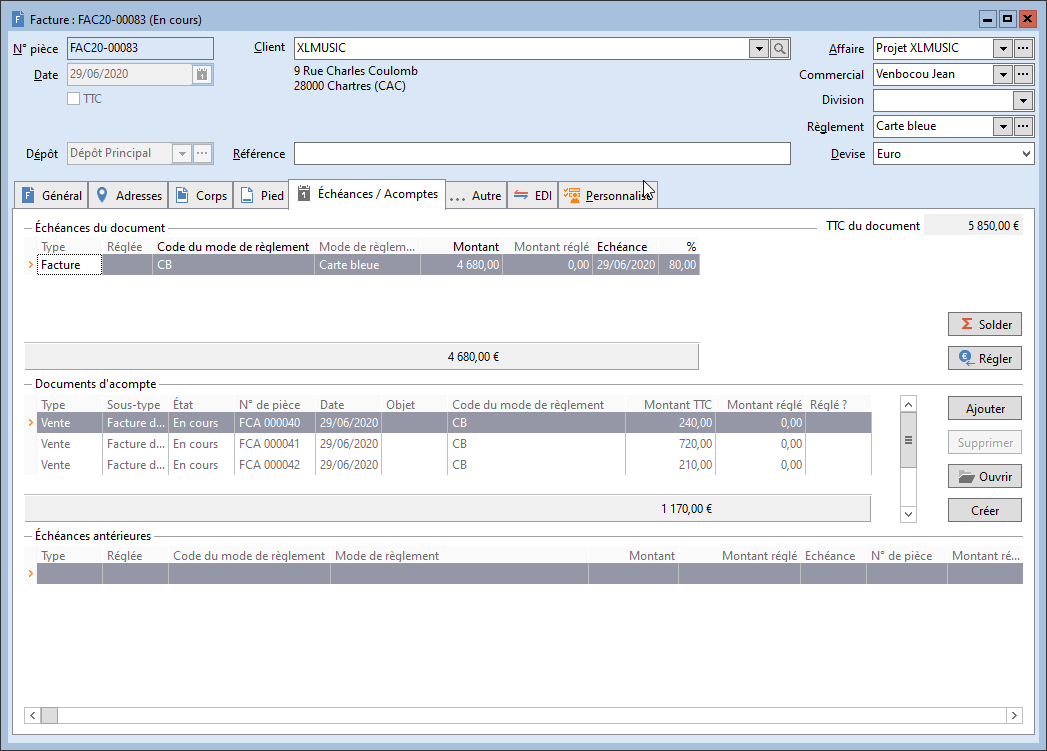 Facture : FAC20-00083 (En cours)
N° pièce FAC20-00083 Client XLMUSIC Affaire Projet XLMUSIC
Date 29/06/2020 9 Rue Charles Coulomb Commercial Venbocou Jean
28000 Chartres (CAC)
TTC Division
Règlement Carte bleue
Dépôt Dépôt Principal Référence Devise Euro
Général Adresses Corps Pied Échéances / Acomptes Autre EDI Personnalisé
Échéances du document TTC du document 5 850,00 €
Type Réglée Code du mode de règlement Mode de règlem... Montant Montant réglé Echéance %
Facture CB Carte bleue 4 680,00 0,00 29/06/2020 80,00
Solder
4 680,00 € Régler
Documents d'acompte
Type Sous-type État N° de pièce Date Objet Code du mode de règlement Montant TTC Montant réglé Réglé ? Ajouter
Vente Facture d... En cours FCA 000040 29/06/2020 CB 240,00 0,00
Vente Facture d... En cours FCA 000041 29/06/2020 CB 720,00 0,00 Supprimer
Vente Facture d... En cours FCA 000042 29/06/2020 CB 210,00 0,00
Ouvrir
1 170,00 € Créer
Échéances antérieures
Type Réglée Code du mode de règlement Mode de règlement Montant Montant réglé Echéance N° de pièce Montant ré...